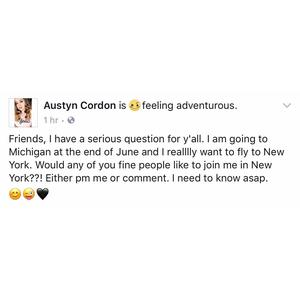 Austyn Cordon is 😢 feeling adventurous.
1 hr •
Friends, I have a serious question for y'all. I am going to
Michigan at the end of June and I realllly want to fly to New
York. Would any of you fine people like to join me in New
York??! Either pm me or comment. I need to know asap.
😊😜🖤